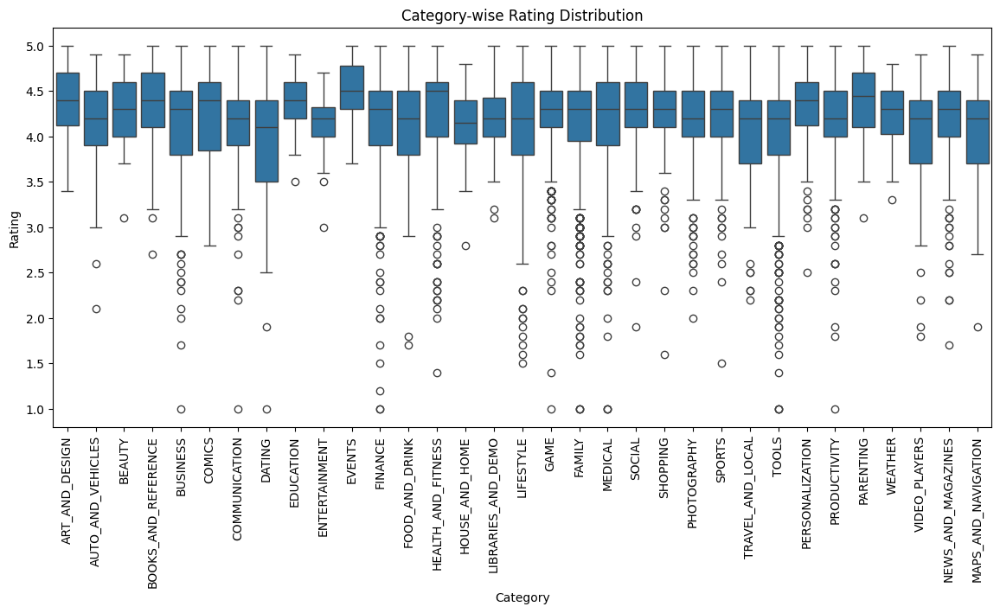 Category-wise Rating Distribution
Rating
5.0
4.5
4.0
3.5
3.0
2.5
2.0
1.5
1.0
ART_AND_DESIGN
AUTO_AND_VEHICLES
BEAUTY
BOOKS_AND_REFERENCE
BUSINESS
COMICS
COMMUNICATION
DATING
EDUCATION
ENTERTAINMENT
EVENTS
FINANCE
FOOD_AND_DRINK
HEALTH_AND_FITNESS
HOUSE_AND_HOME
LIBRARIES_AND_DEMO
LIFESTYLE
GAME
FAMILY
MEDICAL
SOCIAL
SHOPPING
PHOTOGRAPHY
SPORTS
TRAVEL_AND_LOCAL
TOOLS
PERSONALIZATION
PRODUCTIVITY
PARENTING
WEATHER
VIDEO_PLAYERS
NEWS_AND_MAGAZINES
MAPS_AND_NAVIGATION
Category